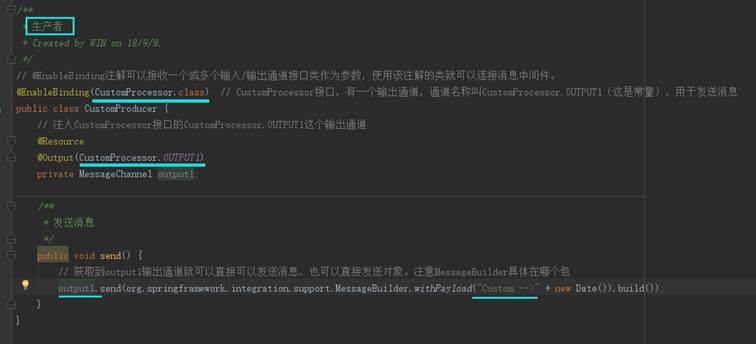 /**
* 生产者
* Created by WIN on 18/9/9.
*/
// @EnableBinding注解可以接收一个或多个输入/输出通道接口类作为参数，使用该注解的类就可以连接消息中间件。
@EnableBinding(CustomProcessor.class) // CustomProcessor接口，有一个输出通道，通道名称叫CustomProcessor.OUTPUT1（这是常量），用于发送消息
public class CustomProducer {
// 注入CustomProcessor接口的CustomProcessor.OUTPUT1这个输出通道
@Resource
@Output(CustomProcessor.OUTPUT1)
private MessageChannel output1;
/**
* 发送消息
*/
public void send() {
// 获取到output1输出通道就可以直接可以发送消息、也可以直接发送对象。注意MessageBuilder具体在哪个包
output1.send(org.springframework.integration.support.MessageBuilder.withPayload("Custom -->" + new Date()).build());
}
}